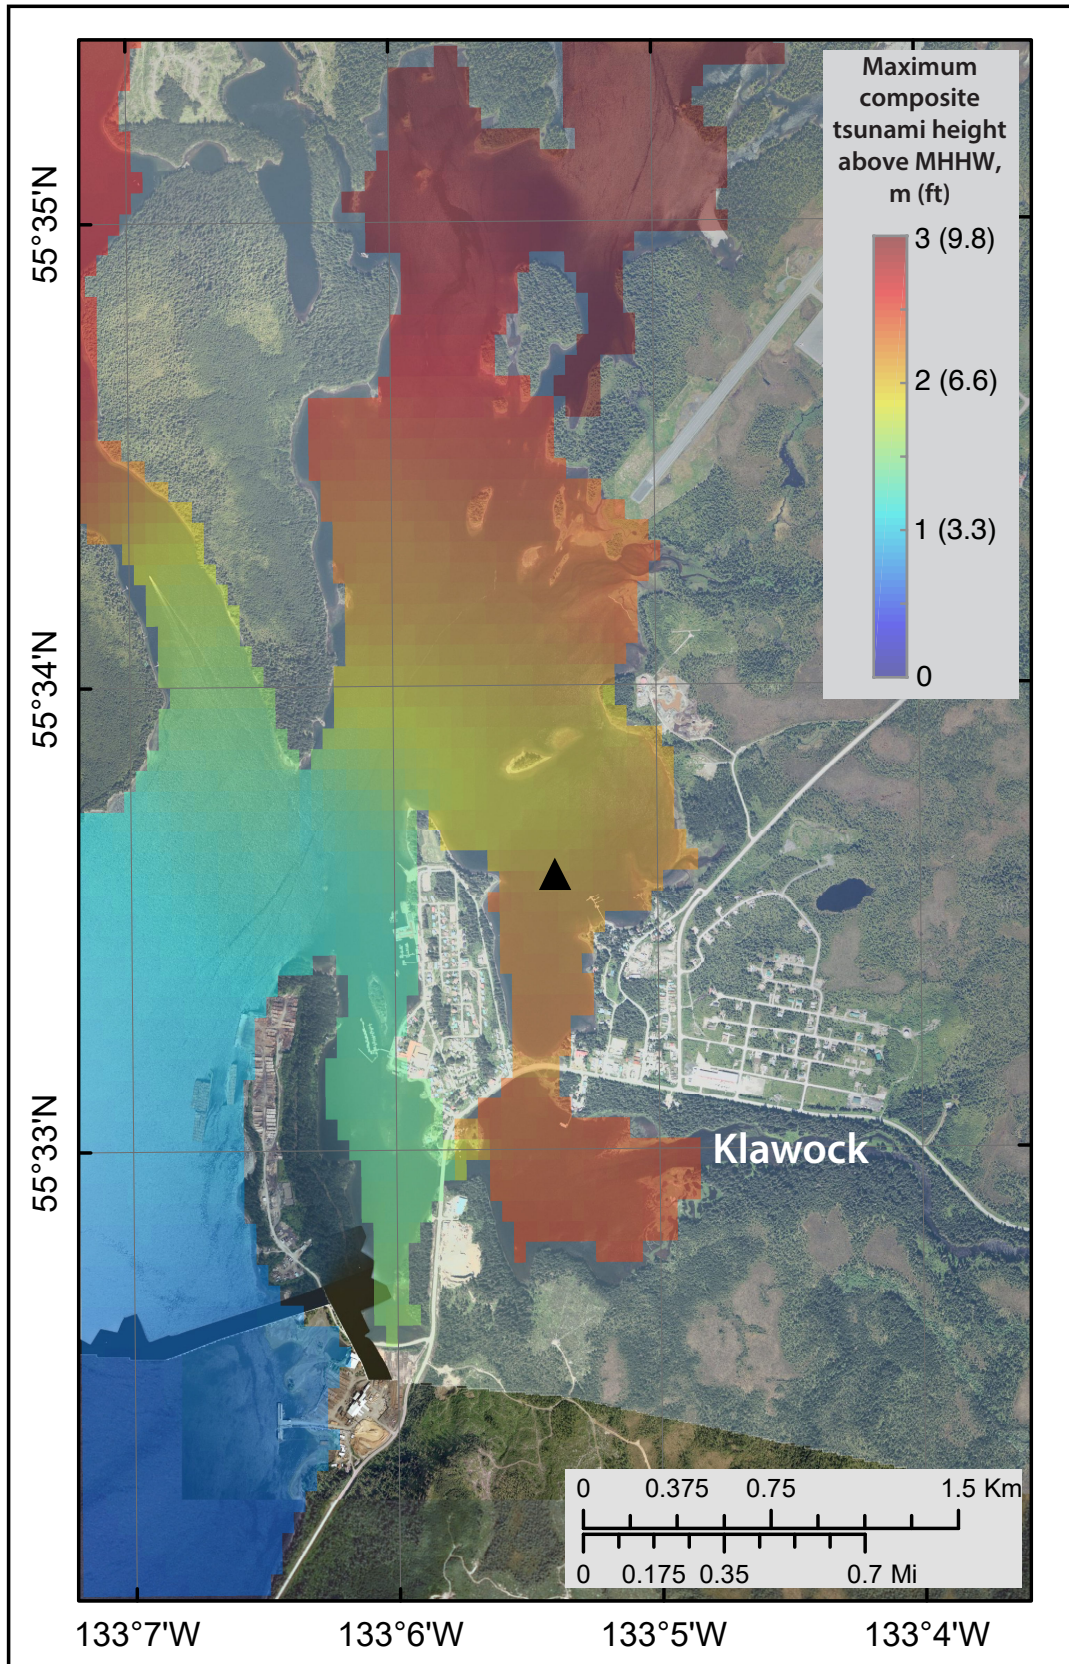 Maximum
composite
tsunami height
above MHHW,
m (ft)
3 (9.8)
2 (6.6)
1 (3.3)
0
55°35'N
55°34'N
55°33'N
Klawock
0 0.375 0.75 1.5 Km
0 0.175 0.35 0.7 Mi
133°7'W 133°6'W 133°5'W 133°4'W